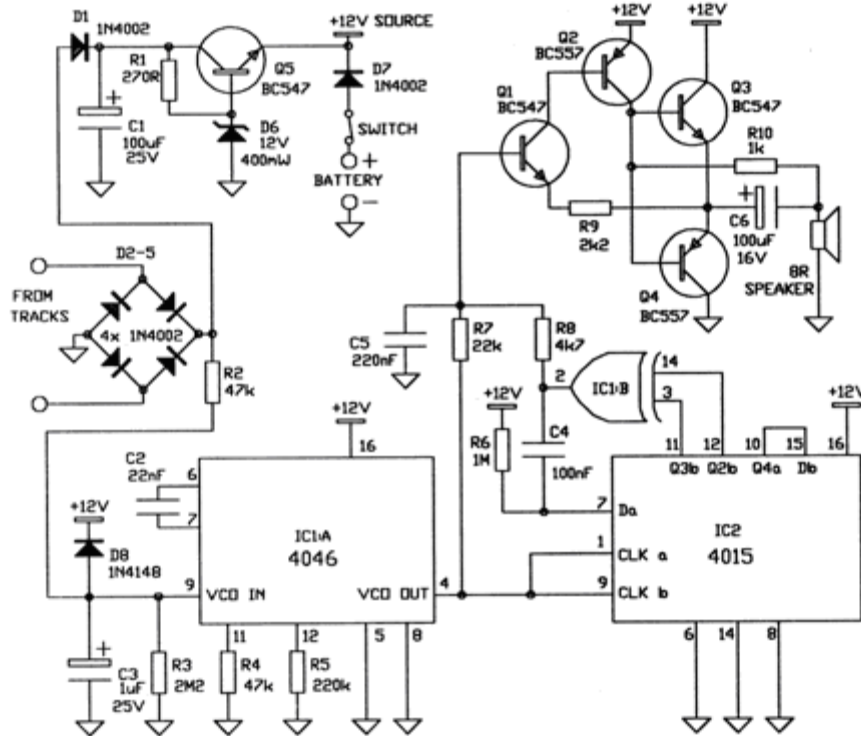 D1
1N4002
R1
270R
C1
100uF
25V
+
Q5
BC547
D6
12V
400mW
+12V SOURCE
D7
1N4002
SWITCH
+
BATTERY
-
FROM
TRACKS
D2-5
4x 1N4002
R2
47k
Q1
BC547
Q2
BC557
+12V
+12V
Q3
BC547
R10
1k
R9
2k2
+
C6
100uF
16V
8R
SPEAKER
Q4
BC557
C5
220nF
R7
22k
R8
4k7
2
IC1:B
14
3
+12V
R6
1M
C4
100nF
+12V
16
C2
22nF
6
7
IC1:A
4046
+12V
D8
1N4148
9
VCO IN
VCO OUT
4
11
12
5
8
+
C3
1uF
25V
R3
2M2
R4
47k
R5
220k
+12V
11
12
10
15
16
Q3b
Q2b
Q4a
Db
7
Da
IC2
4015
1
CLK a
9
CLK b
6
14
8